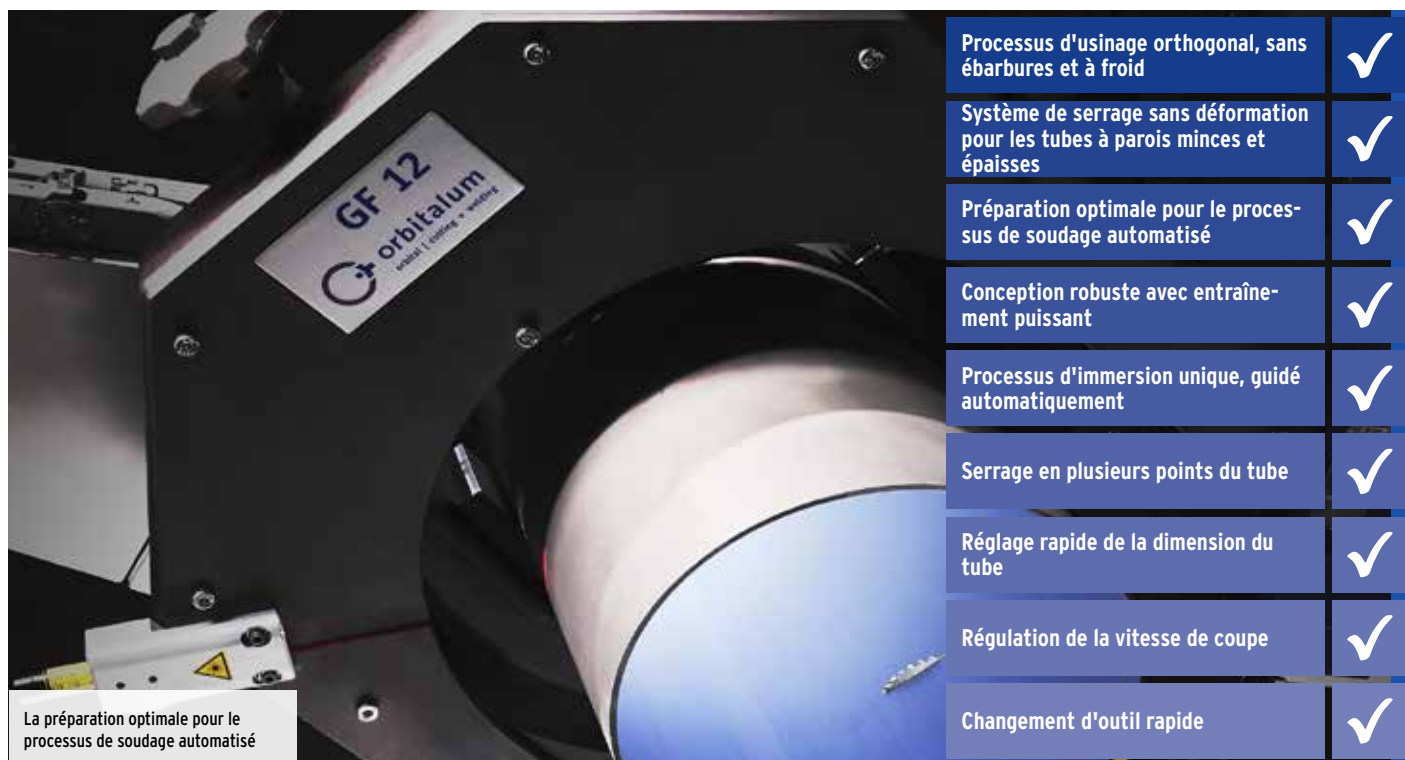 GF 12
orbitalum
orbital | cutting + welding
La préparation optimale pour le
processus de soudage automatisé
Processus d'usinage orthogonal, sans
ébarbures et à froid
Système de serrage sans déformation
pour les tubes à parois minces et
épaisses
Préparation optimale pour le proces-
sus de soudage automatisé
Conception robuste avec entraîne-
ment puissant
Processus d'immersion unique, guidé
automatiquement
Serrage en plusieurs points du tube
Réglage rapide de la dimension du
tube
Régulation de la vitesse de coupe
Changement d'outil rapide